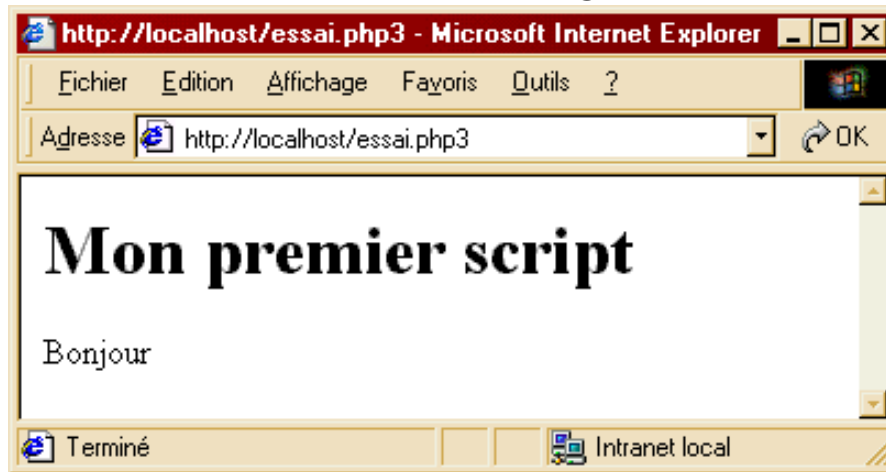 http://localhost/essai.php3 - Microsoft Internet Explorer
Fichier Edition Affichage Favoris Outils ?
Adresse http://localhost/essai.php3 OK
Mon premier script
Bonjour
Terminé Intranet local